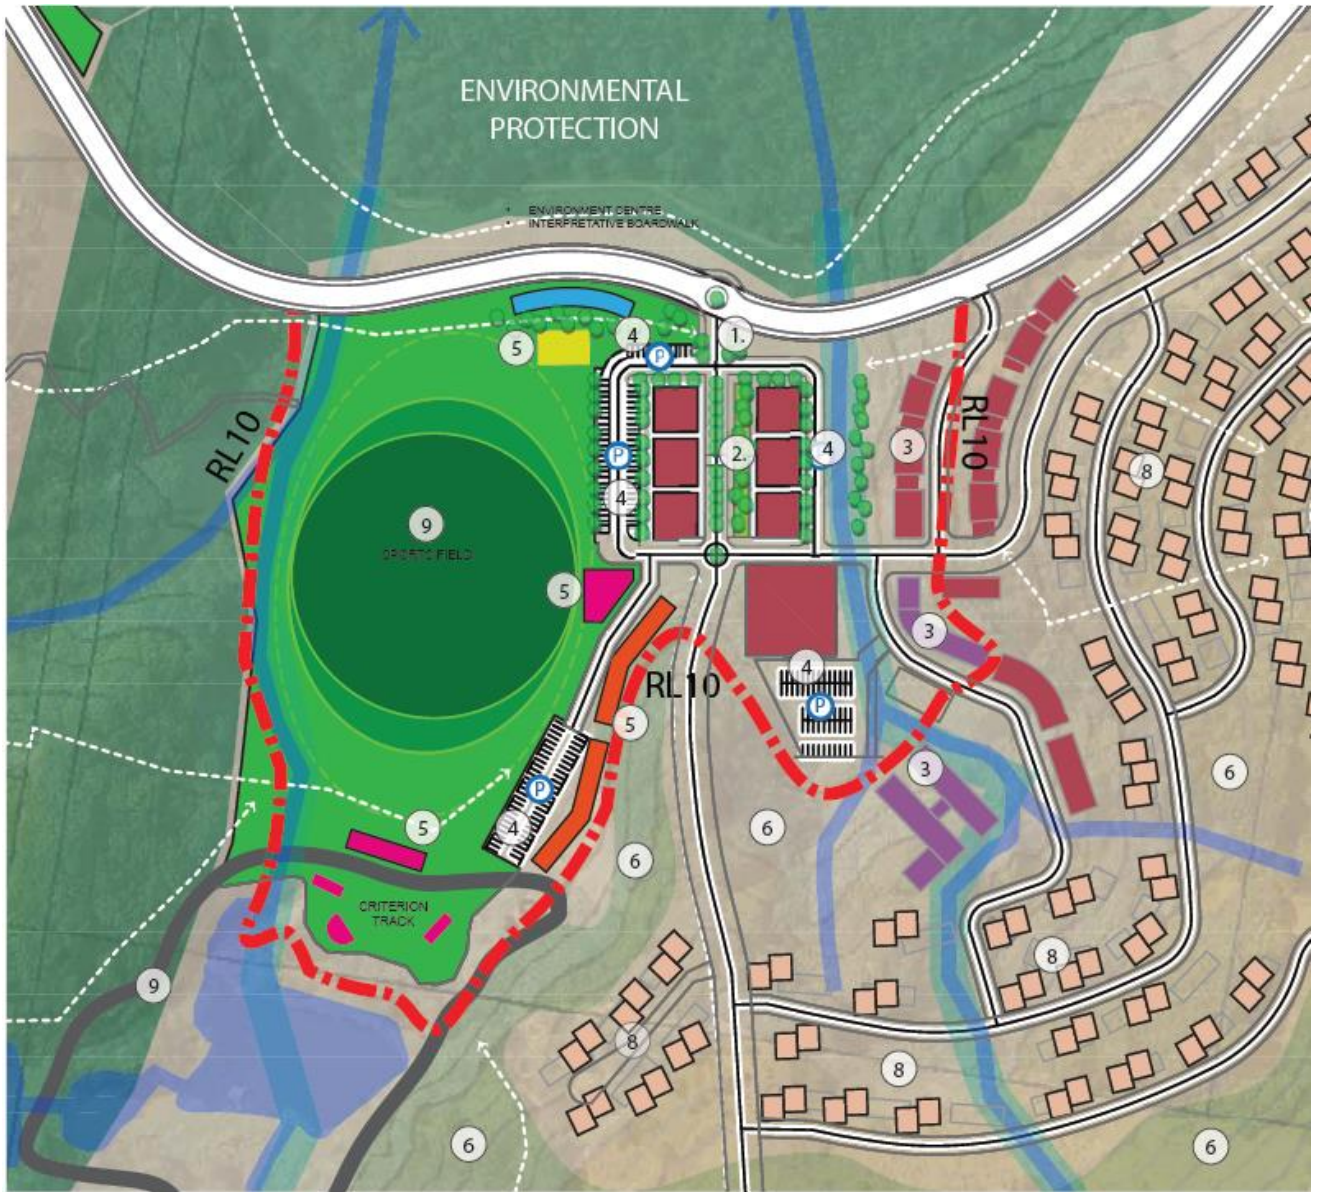 ENVIRONMENTAL
PROTECTION
• ENVIRONMENT CENTRE
• INTERPRETATIVE BOARDWALK
1.
4
P
5
RL10
RL10
3
2.
4
P
4
8
9
SPORTS FIELD
5
3
4
RL10
P
5
3
6
P
4
5
6
6
CRITERION
TRACK
8
9
8
8
6
6